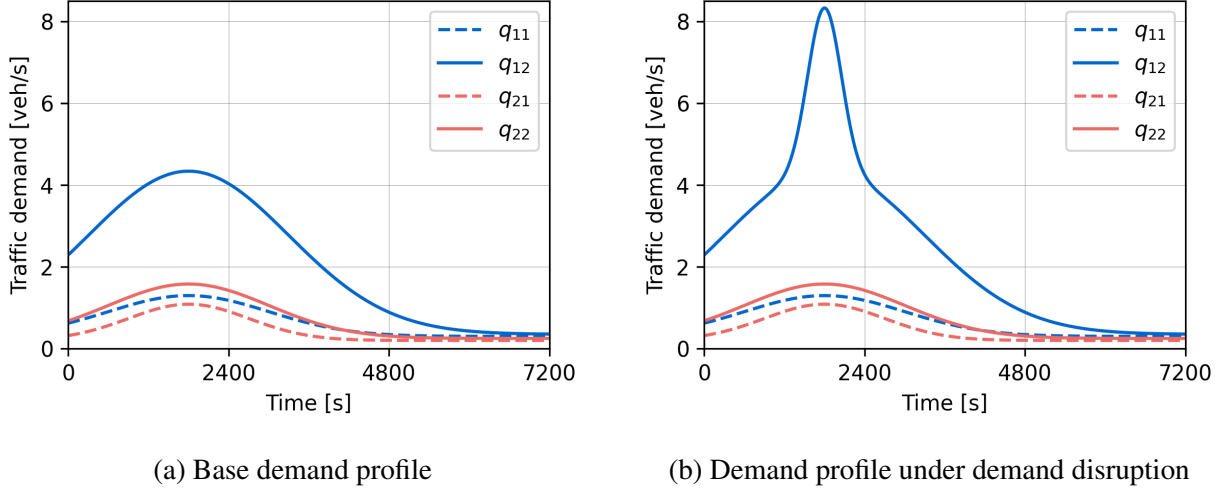 8
6
4
2
0
Traffic demand [veh/s]
q11
q12
q21
q22
0
2400
4800
7200
Time [s]
(a) Base demand profile
8
6
4
2
0
Traffic demand [veh/s]
q11
q12
q21
q22
0
2400
4800
7200
Time [s]
(b) Demand profile under demand disruption